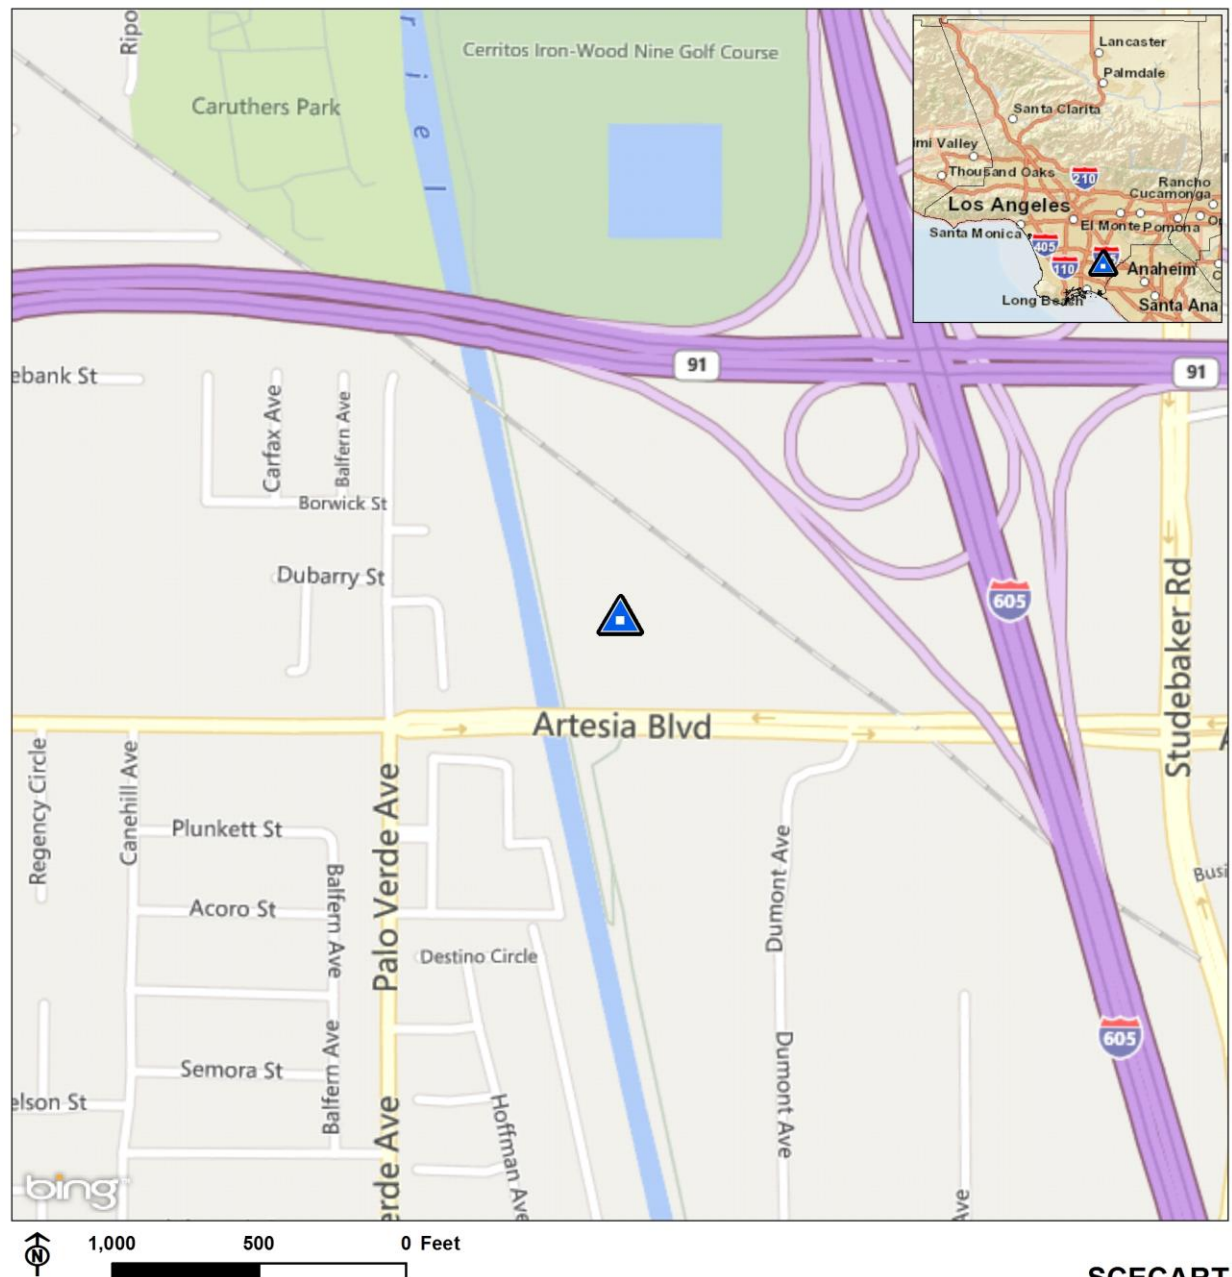 Ripo
Cerritos Iron-Wood Nine Golf Course
Caruthers Park
r i e l
Lancaster
Palmdale
Santa Clarita
imi Valley
Thousand Oaks
210
Rancho
Cucamonga
Los Angeles
El Monte
Pomona
Santa Monica
405
110
Anaheim
Long Beach
Santa Ana
91
91
ebank St
Carfax Ave
Balfern Ave
Borwick St
Dubarry St
605
Studebaker Rd
Artesia Blvd
Regency Circle
Canehill Ave
Plunkett St
Balfern Ave
Palo Verde Ave
Dumont Ave
Acoro St
Busi
Destino Circle
605
Semora St
Balfern Ave
elson St
Hoffman Ave
Dumont Ave
erde Ave
Ave
bing
N
1,000 500 0 Feet